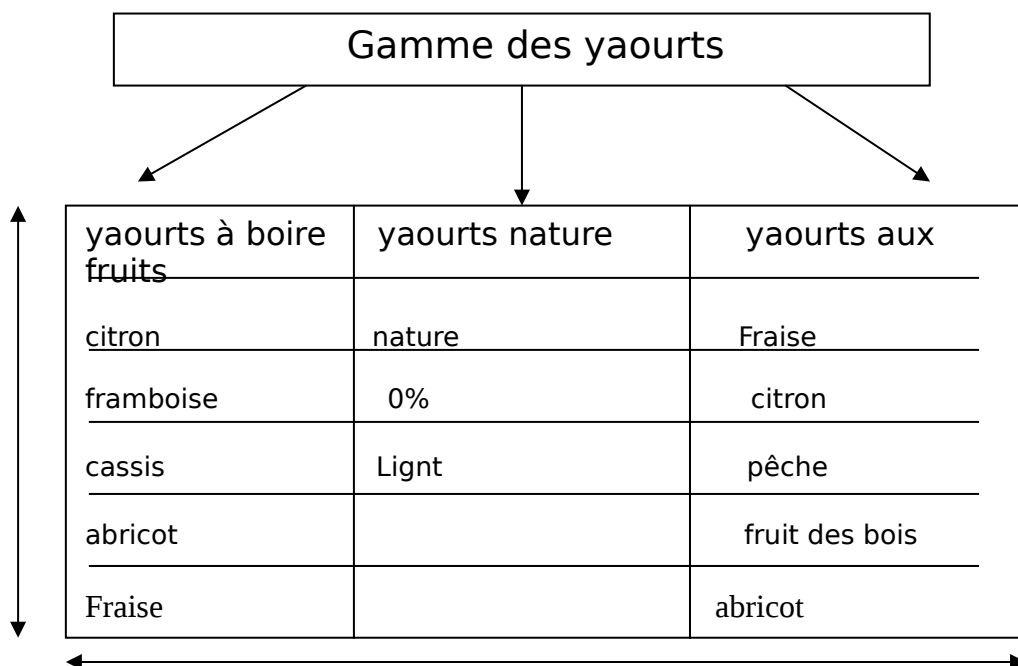 Gamme des yaourts
yaourts à boire yaourts nature yaourts aux
fruits
citron nature Fraise
framboise 0% citron
cassis Lignt pêche
abricot fruit des bois
Fraise abricot